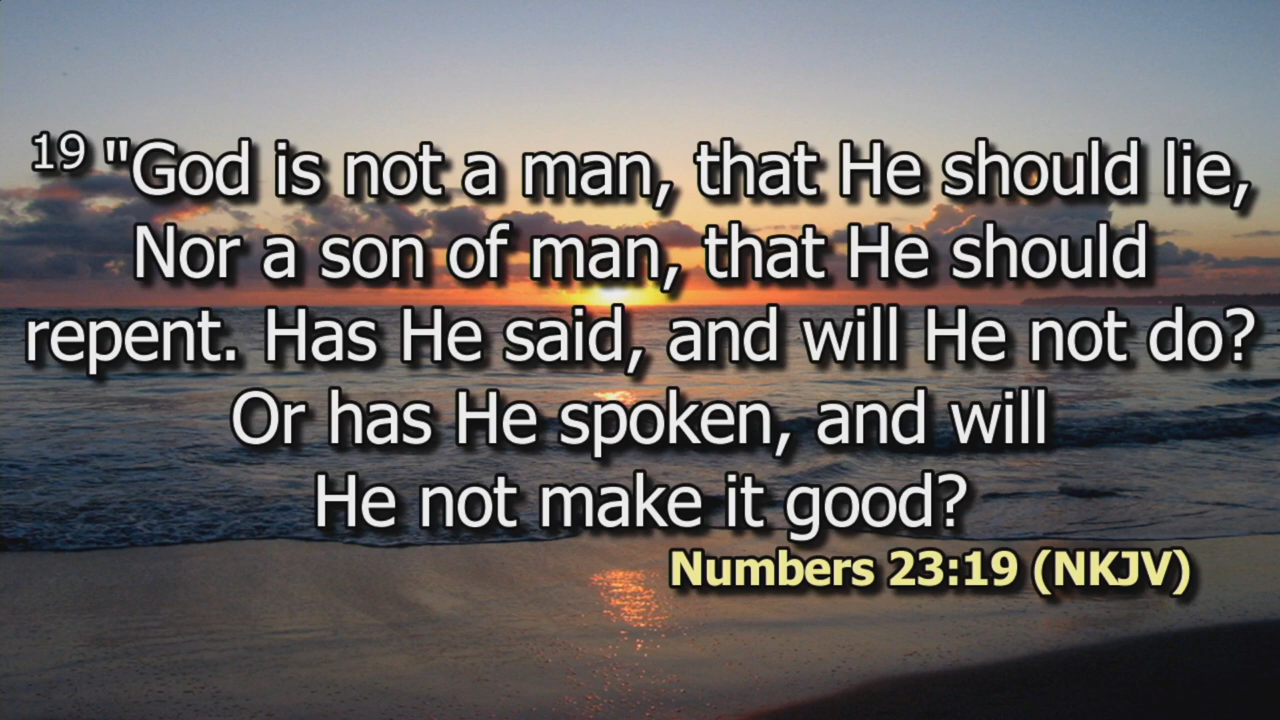 19 "God is not a man, that He should lie,
Nor a son of man, that He should
repent. Has He said, and will He not do?
Or has He spoken, and will
He not make it good?
Numbers 23:19 (NKJV)